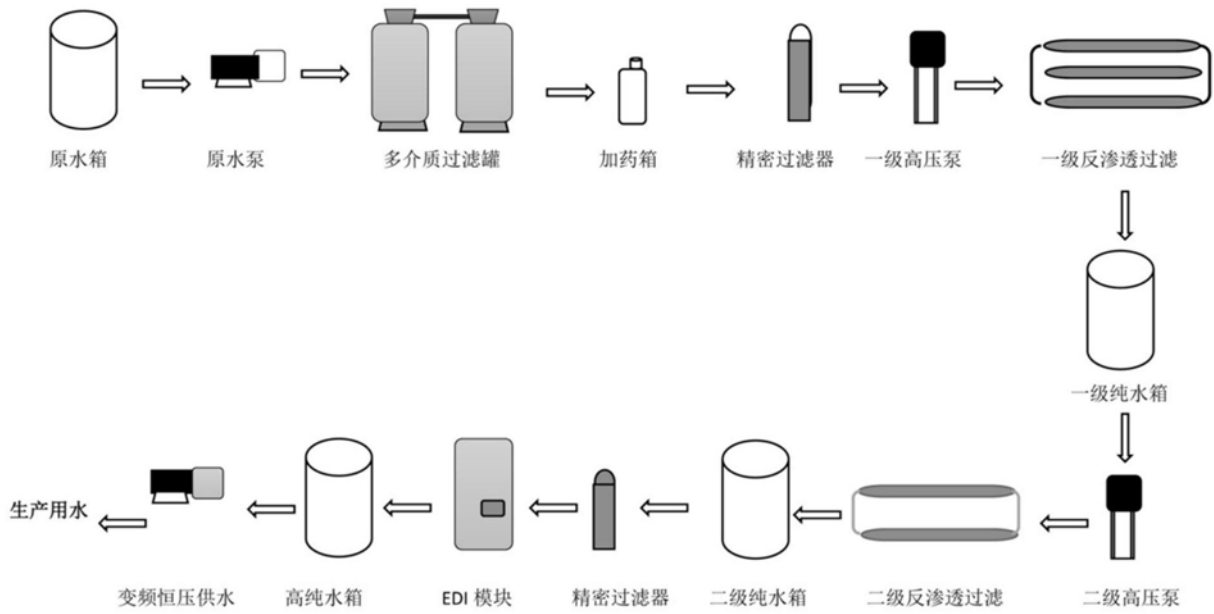 原水箱
原水泵
多介质过滤罐
加药箱
精密过滤器
一级高压泵
一级反渗透过滤
一级纯水箱
生产用水
变频恒压供水
高纯水箱
EDI 模块
精密过滤器
二级纯水箱
二级反渗透过滤
二级高压泵